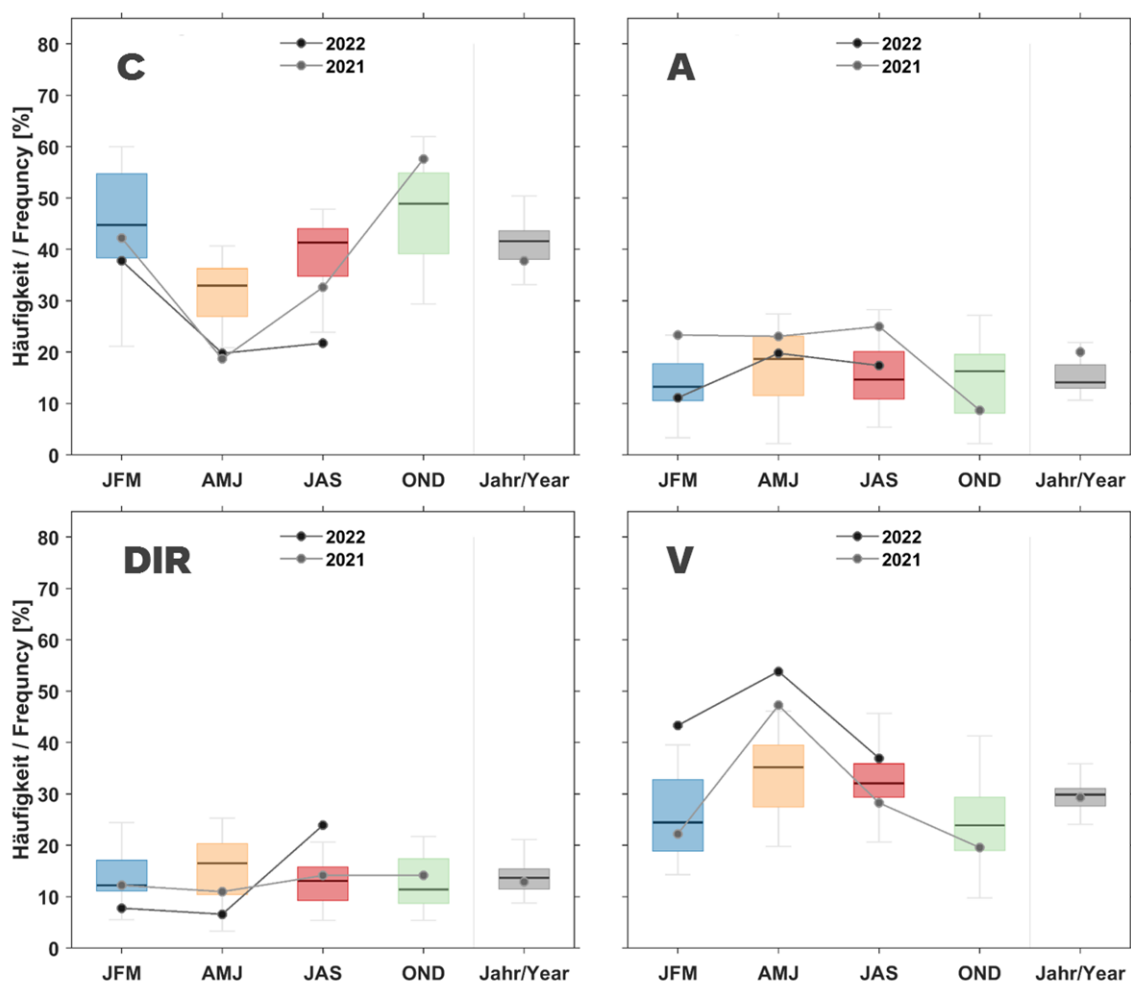 2022
2021
C
Häufigkeit / Frequncy [%]
80
70
60
50
40
30
20
10
0
JFM AMJ JAS OND Jahr/Year
2022
2021
A
JFM AMJ JAS OND Jahr/Year
2022
2021
DIR
Häufigkeit / Frequncy [%]
80
70
60
50
40
30
20
10
0
JFM AMJ JAS OND Jahr/Year
2022
2021
V
JFM AMJ JAS OND Jahr/Year